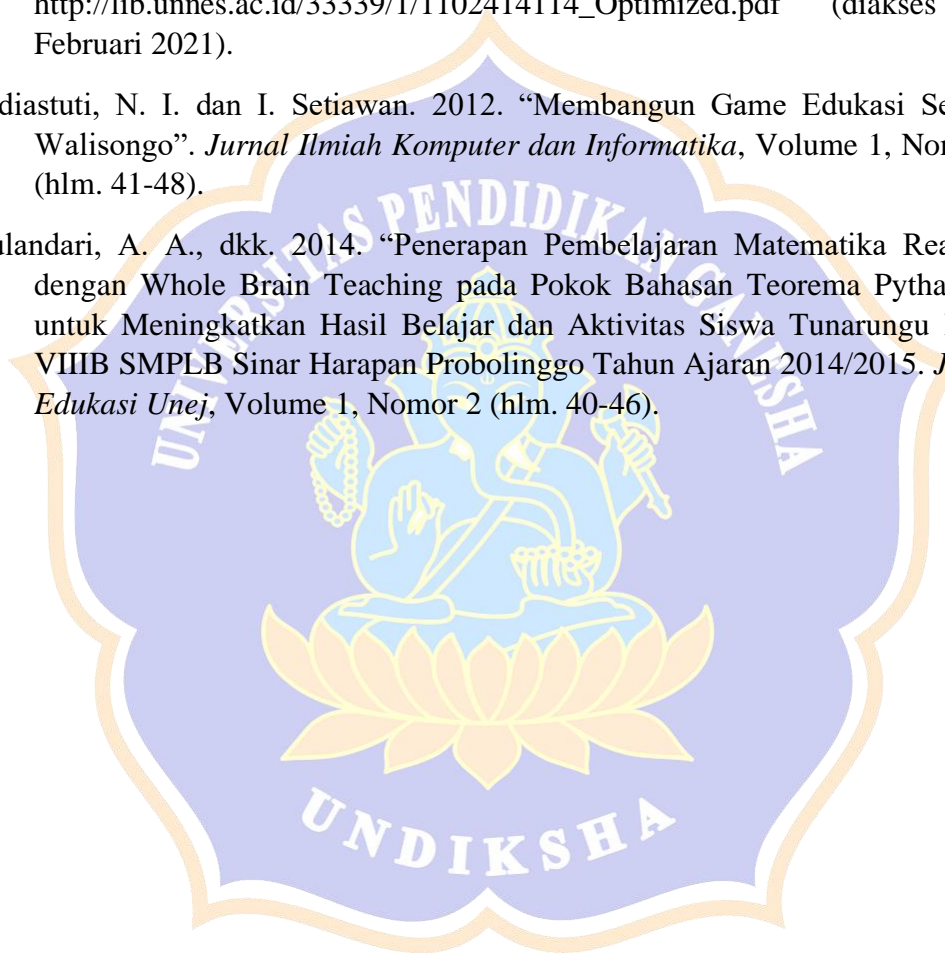 http://lib.unnes.ac.id/33339/1/1102414114_Optimized.pdf (diakses
Februari 2021).
diastuti, N. I. dan I. Setiawan. 2012. “Membangun Game Edukasi Se
Walisongo”. Jurnal Ilmiah Komputer dan Informatika, Volume 1, Nor
(hlm. 41-48).
ulandari, A. A., dkk. 2014. “Penerapan Pembelajaran Matematika Rea
dengan Whole Brain Teaching pada Pokok Bahasan Teorema Pytha
untuk Meningkatkan Hasil Belajar dan Aktivitas Siswa Tunarungu
VIIIB SMPLB Sinar Harapan Probolinggo Tahun Ajaran 2014/2015. J
Edukasi Unej, Volume 1, Nomor 2 (hlm. 40-46).
UNIVERSITAS PENDIDIKAN GANESHA
UNDIKSHA